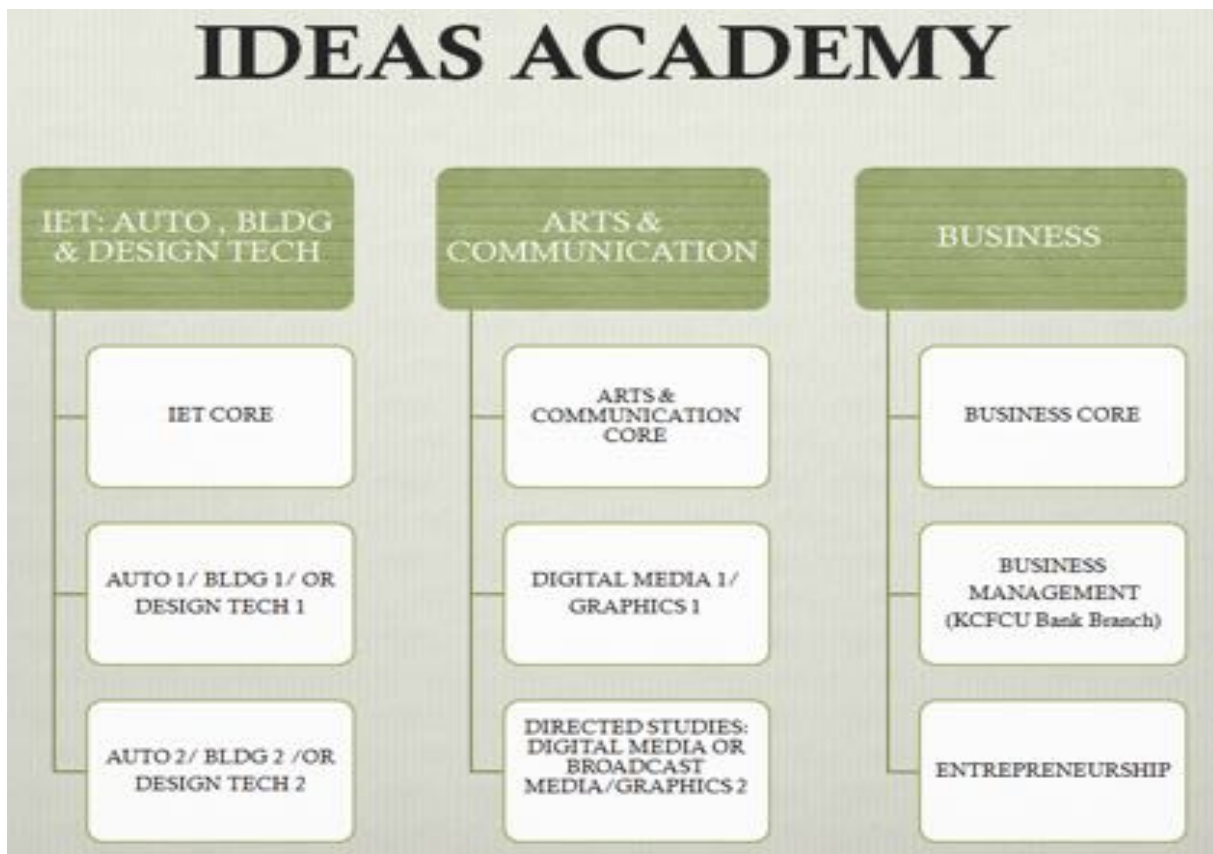 IDEAS ACADEMY
IET: AUTO , BLDG
& DESIGN TECH
IET CORE
AUTO 1/ BLDG 1/ OR
DESIGN TECH 1
AUTO 2/ BLDG 2 /OR
DESIGN TECH 2
ARTS &
COMMUNICATION
ARTS &
COMMUNICATION
CORE
DIGITAL MEDIA 1/
GRAPHICS 1
DIRECTED STUDIES:
DIGITAL MEDIA OR
BROADCAST
MEDIA/GRAPHICS 2
BUSINESS
BUSINESS CORE
BUSINESS
MANAGEMENT
(KCFCU Bank Branch)
ENTREPRENEURSHIP